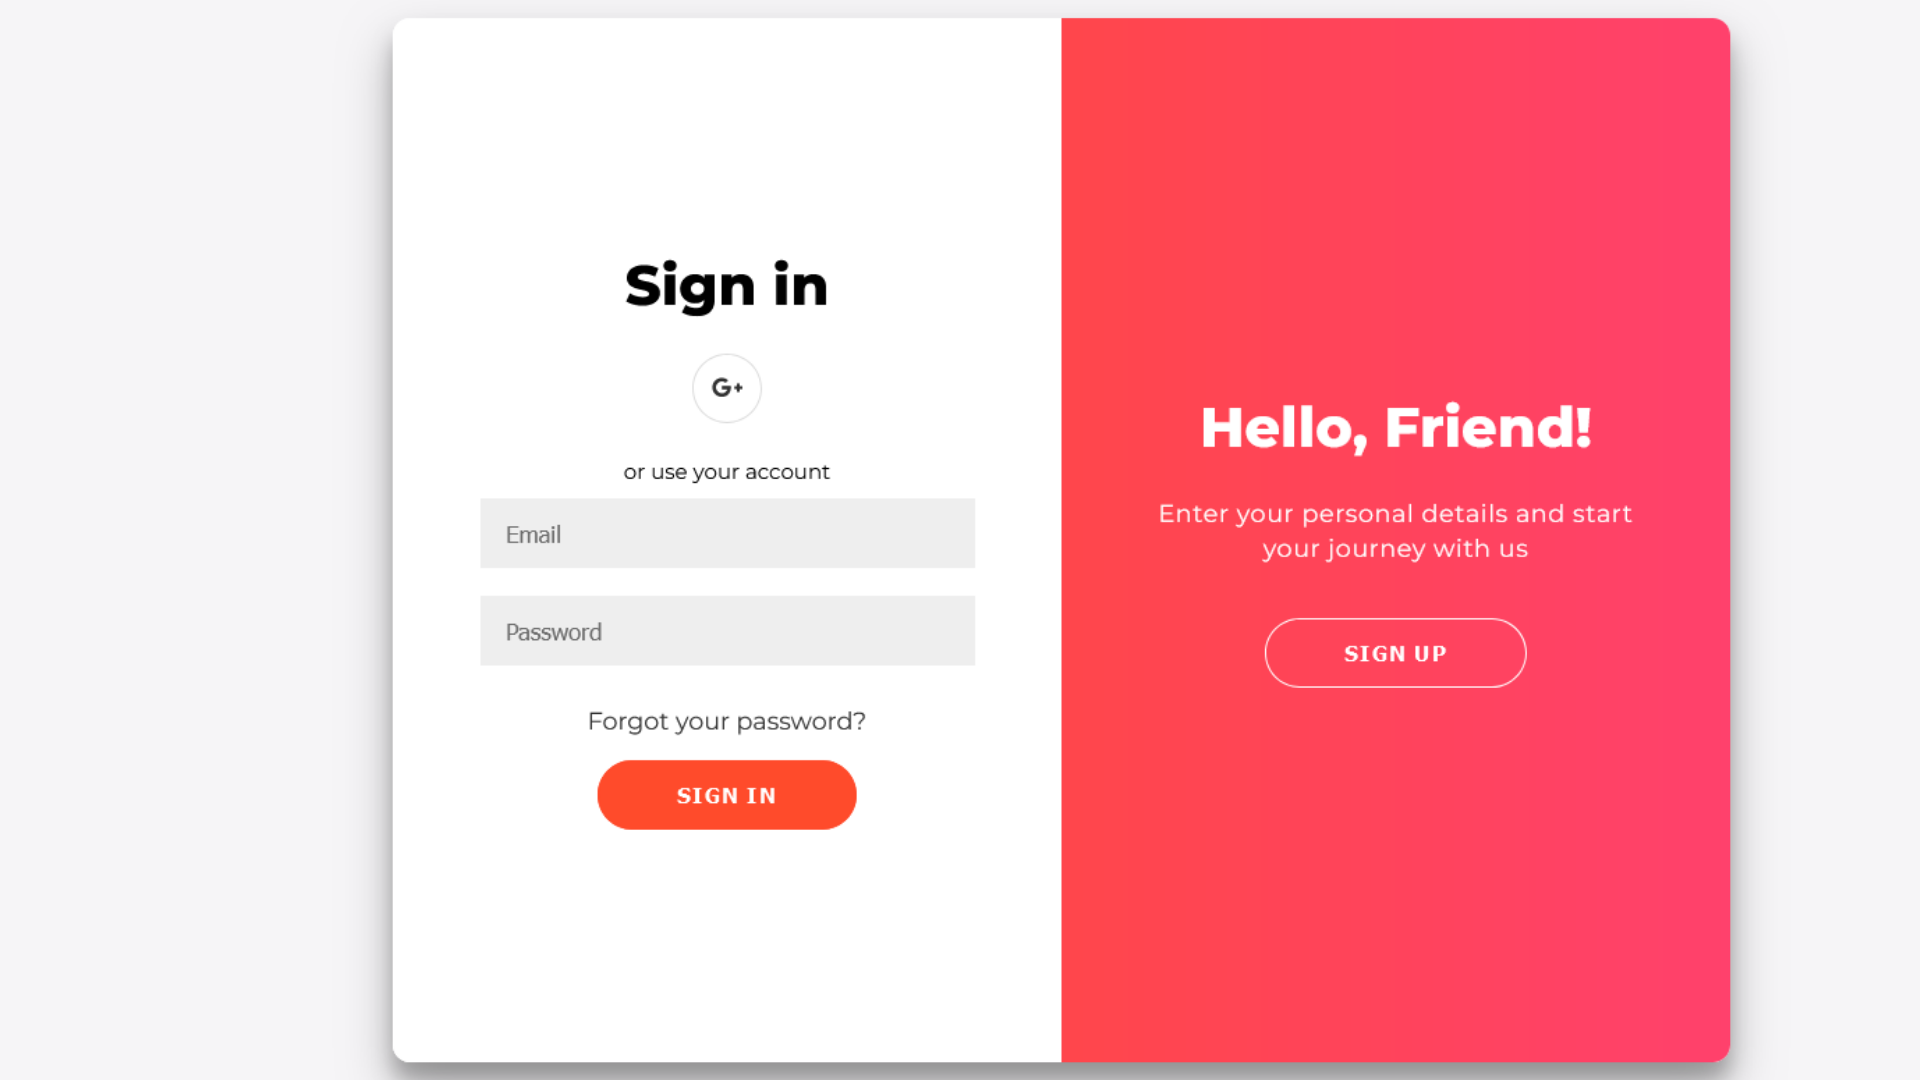 Sign in
G+
or use your account
Email
Password
Forgot your password?
SIGN IN
Hello, Friend!
Enter your personal details and start
your journey with us
SIGN UP